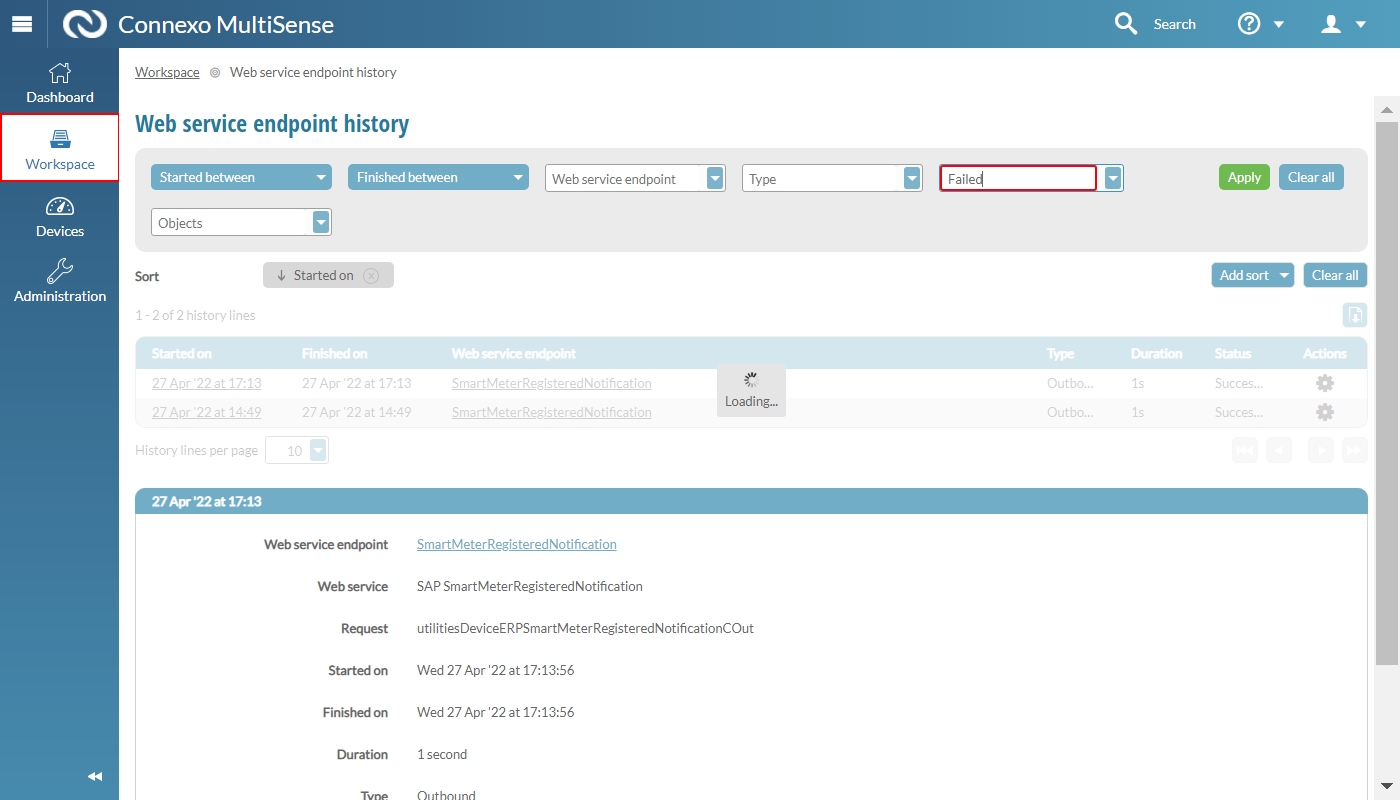 Connexo MultiSense
Search
Dashboard
Workspace
Devices
Administration
Workspace Web service endpoint history
Web service endpoint history
Started between Finished between Web service endpoint Type Failed Apply Clear all
Objects
Sort Started on Add sort Clear all
1 - 2 of 2 history lines
Started on Finished on Web service endpoint Type Duration Status Actions
27 Apr '22 at 17:13 27 Apr '22 at 17:13 SmartMeterRegisteredNotification Outbo... 1s Succes...
27 Apr '22 at 14:49 27 Apr '22 at 14:49 SmartMeterRegisteredNotification Outbo... 1s Succes...
Loading...
History lines per page 10
27 Apr '22 at 17:13
Web service endpoint SmartMeterRegisteredNotification
Web service SAP SmartMeterRegisteredNotification
Request utilitiesDeviceERPSmartMeterRegisteredNotificationCOut
Started on Wed 27 Apr '22 at 17:13:56
Finished on Wed 27 Apr '22 at 17:13:56
Duration 1 second
Type Outbound